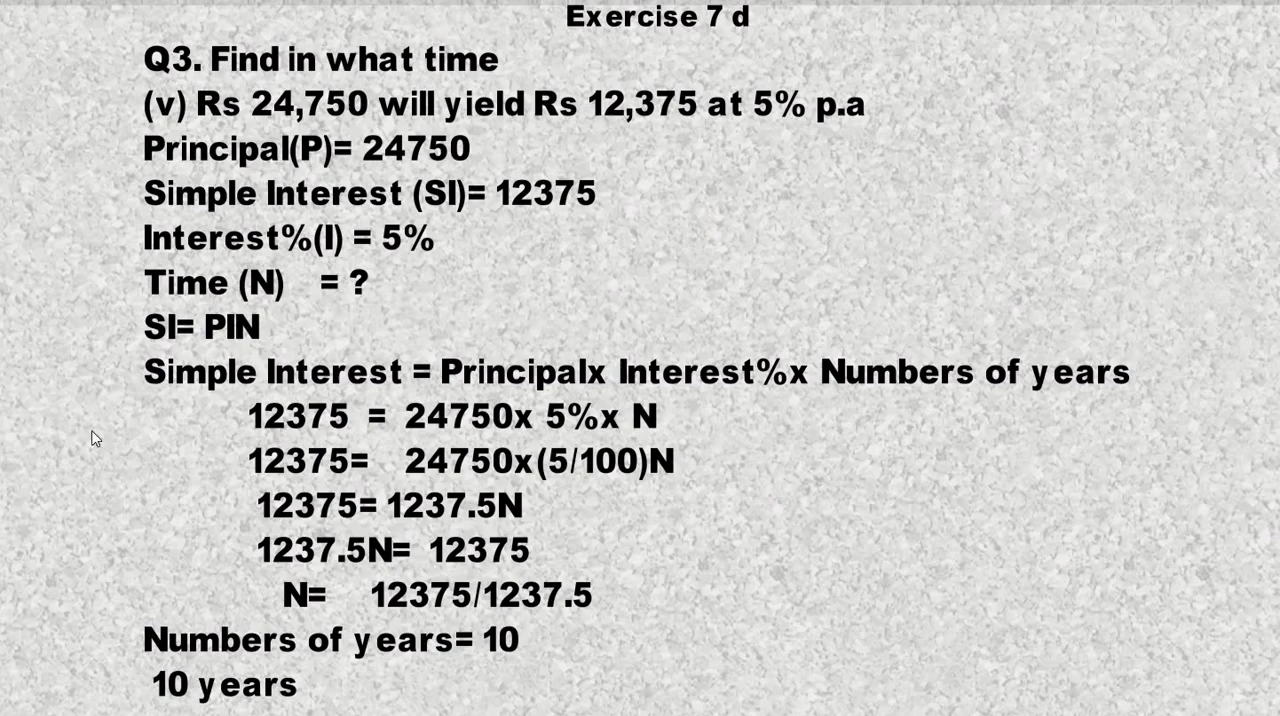 Exercise 7 d
Q3. Find in what time
(v) Rs 24,750 will yield Rs 12,375 at 5% p.a
Principal(P)= 24750
Simple Interest (SI)= 12375
Interest%(I) = 5%
Time (N) = ?
SI= PIN
Simple Interest = Principalx Interest%x Numbers of years
12375 = 24750x 5%x N
12375= 24750x(5/100)N
12375= 1237.5N
1237.5N= 12375
N= 12375/1237.5
Numbers of years= 10
10 years